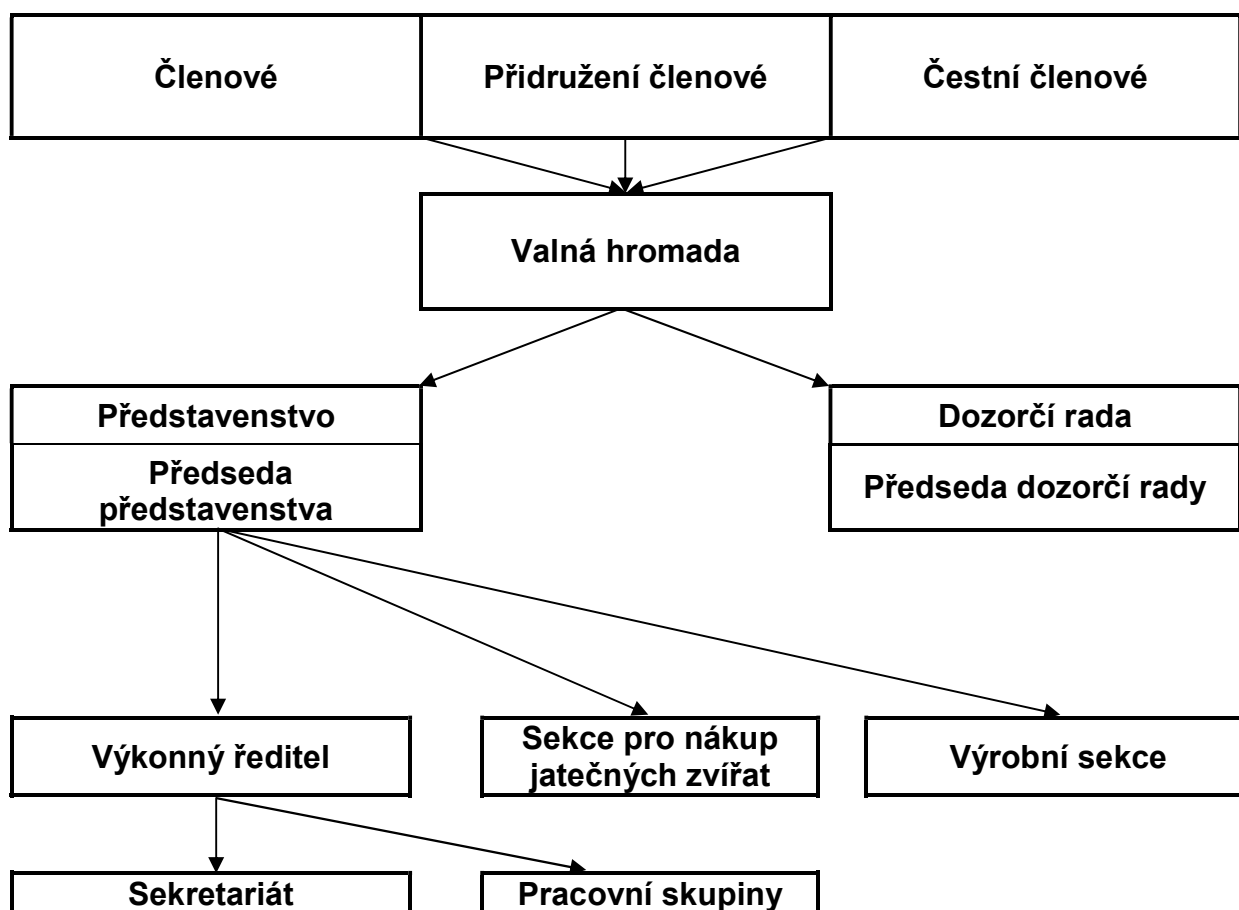 Členové
Přidružení členové
Čestní členové
Valná hromada
Představenstvo
Předseda
představenstva
Dozorčí rada
Předseda dozorčí rady
Výkonný ředitel
Sekce pro nákup
jatečných zvířat
Výrobní sekce
Sekretariát
Pracovní skupiny